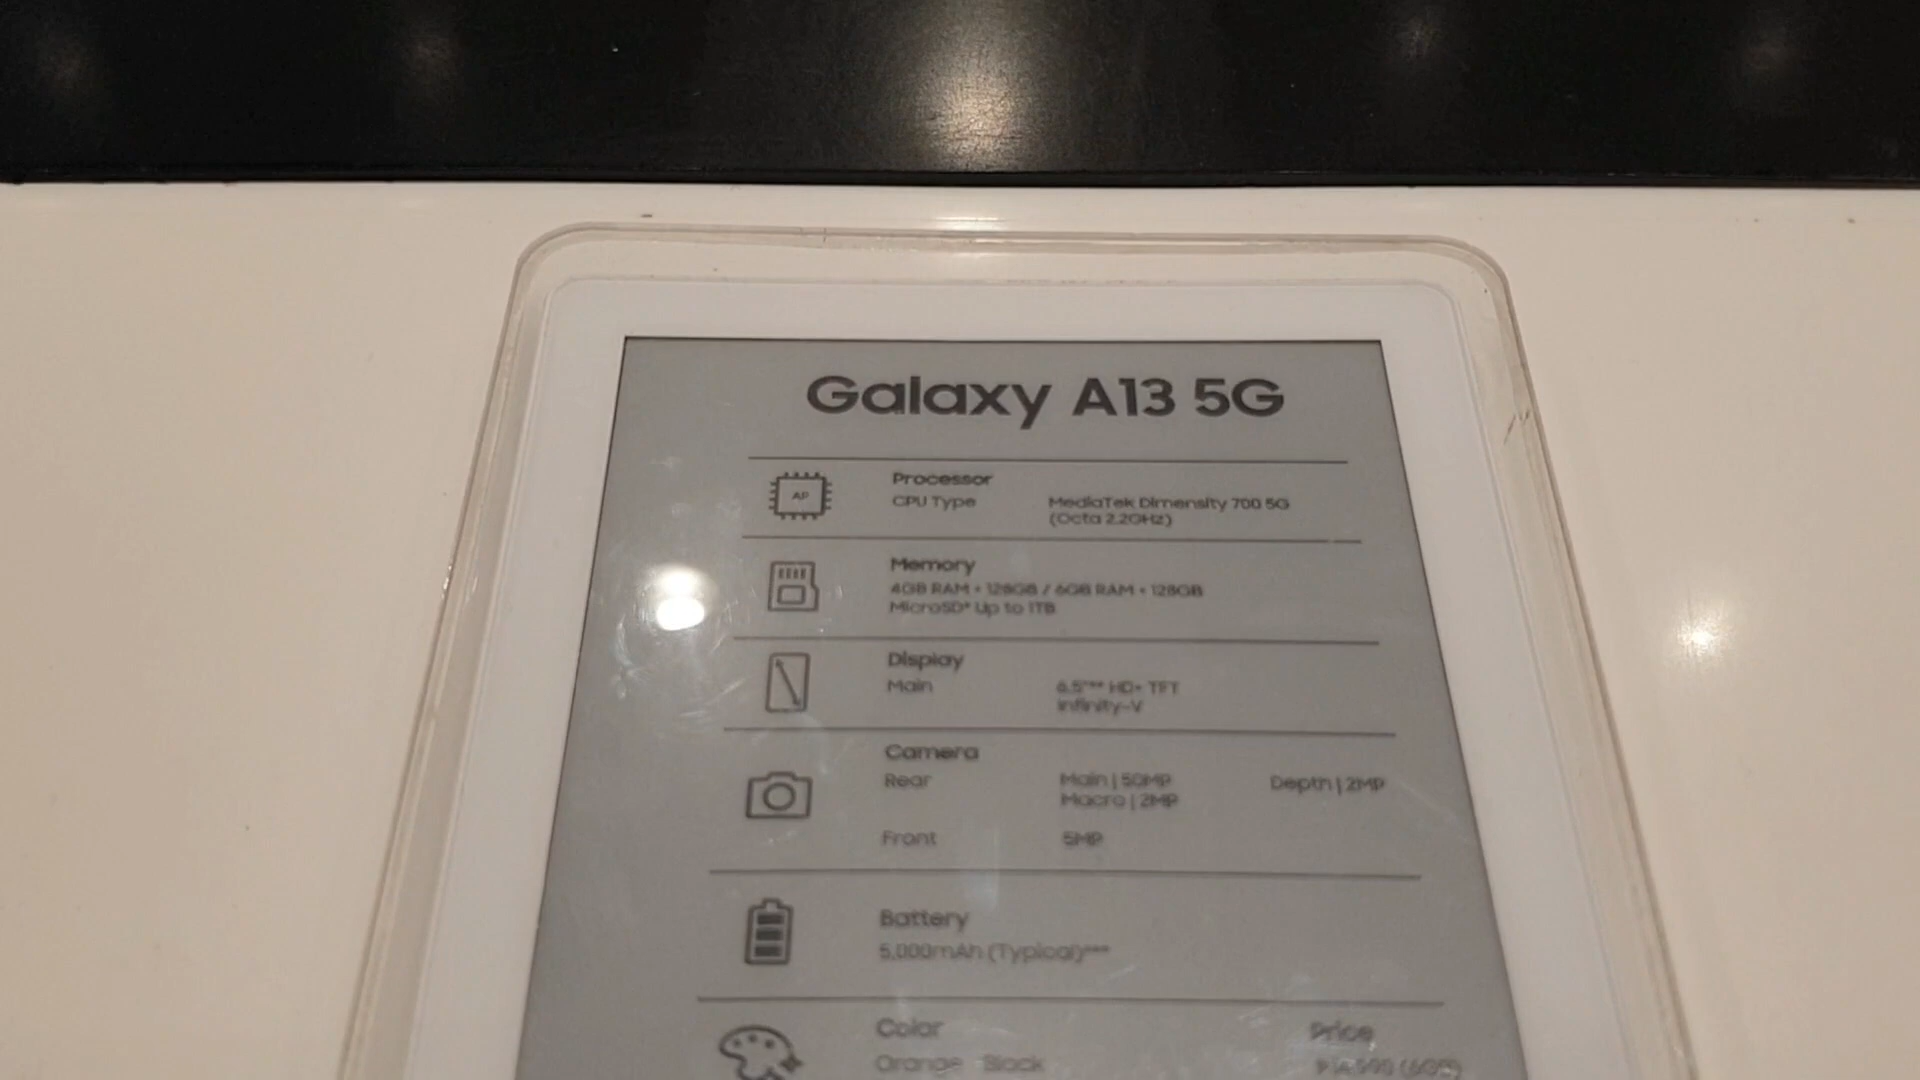 Galaxy A13 5G
AP
Processor
CPU Type MediaTek Dimensity 700 5G
(Octa 2.2GHz)
Memory
4GB RAM + 128GB / 6GB RAM + 128GB
MicroSD* Up to 1TB
Display
Main 6.5"** HD+ TFT
Infinity-V
Camera
Rear Main | 50MP Depth | 2MP
Macro | 2MP
Front 5MP
Battery
5,000mAh (Typical)***
Color Price
Orange Black (6GB)